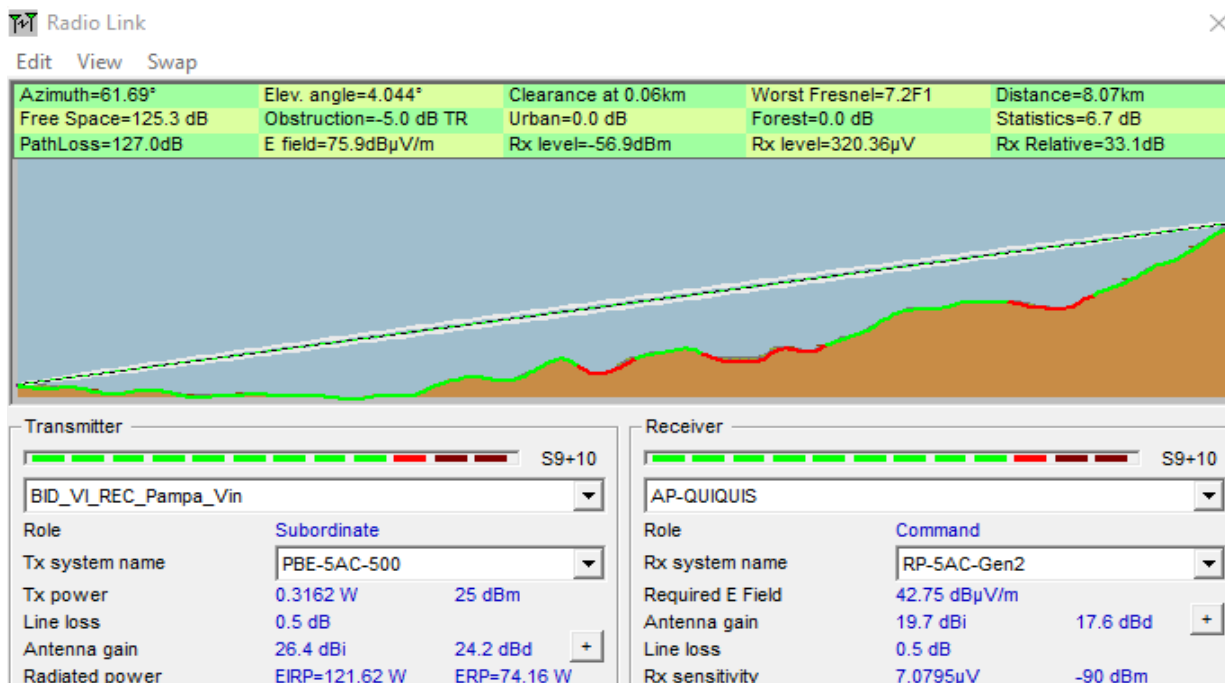 Radio Link
Edit View Swap
Azimuth=61.69° Elev. angle=4.044° Clearance at 0.06km Worst Fresnel=7.2F1 Distance=8.07km
Free Space=125.3 dB Obstruction=-5.0 dB TR Urban=0.0 dB Forest=0.0 dB Statistics=6.7 dB
PathLoss=127.0dB E field=75.9dBµV/m Rx level=-56.9dBm Rx level=320.36µV Rx Relative=33.1dB
Transmitter
S9+10
BID_VI_REC_Pampa_Vin
Role Subordinate
Tx system name PBE-5AC-500
Tx power 0.3162 W 25 dBm
Line loss 0.5 dB
Antenna gain 26.4 dBi 24.2 dBd +
Radiated power EIRP=121.62 W ERP=74.16 W
Receiver
S9+10
AP-QUIQUIS
Role Command
Rx system name RP-5AC-Gen2
Required E Field 42.75 dBµV/m
Antenna gain 19.7 dBi 17.6 dBd +
Line loss 0.5 dB
Rx sensitivity 7.0795µV -90 dBm